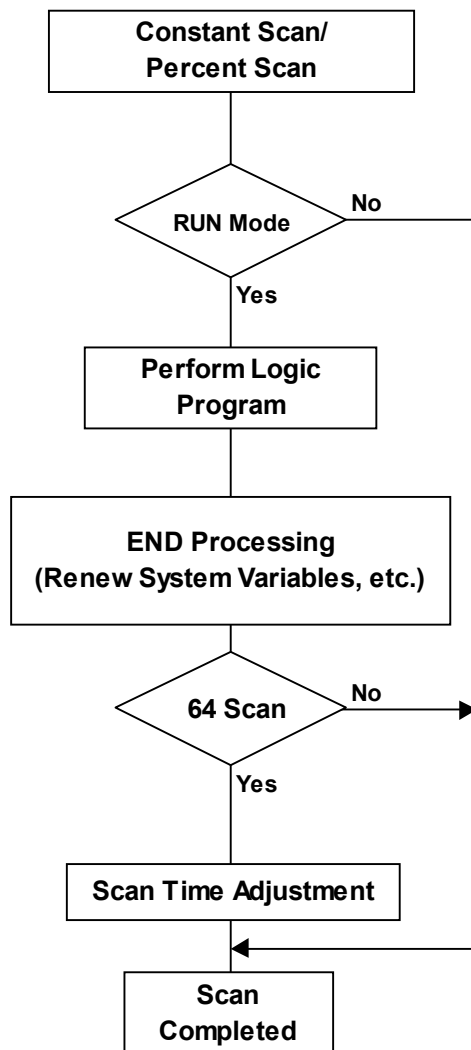 Constant Scan/
Percent Scan
RUN Mode
No
Yes
Perform Logic
Program
END Processing
(Renew System Variables, etc.)
64 Scan
No
Yes
Scan Time Adjustment
Scan
Completed